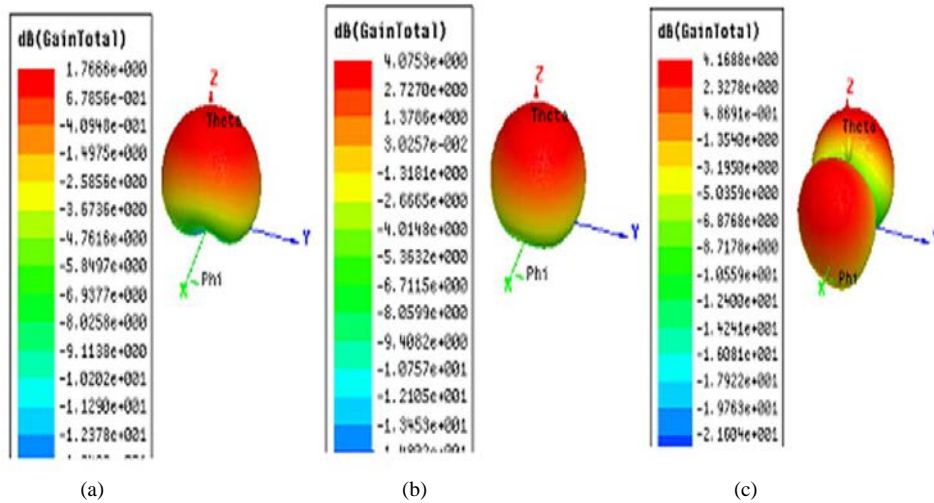 dB(GainTotal)
1.7666e+000
6.7856e-001
-4.0948e-001
-1.4975e+000
-2.5856e+000
-3.6736e+000
-4.7616e+000
-5.8497e+000
-6.9377e+000
-8.0258e+000
-9.1138e+000
-1.0202e+001
-1.1290e+001
-1.2378e+001
Z
Theta
Y
Phi
X
(a)
dB(GainTotal)
4.0753e+000
2.7270e+000
1.3786e+000
3.0257e-002
-1.3181e+000
-2.6665e+000
-4.0148e+000
-5.3632e+000
-6.7115e+000
-8.0599e+000
-9.4082e+000
-1.0757e+001
-1.2105e+001
-1.3453e+001
Z
Theta
Y
Phi
X
(b)
dB(GainTotal)
4.1688e+000
2.3278e+000
4.8691e-001
-1.3540e+000
-3.1950e+000
-5.0359e+000
-6.8768e+000
-8.7178e+000
-1.0559e+001
-1.2400e+001
-1.4241e+001
-1.6081e+001
-1.7922e+001
-1.9763e+001
-2.1604e+001
Z
Theta
Phi
X
(c)